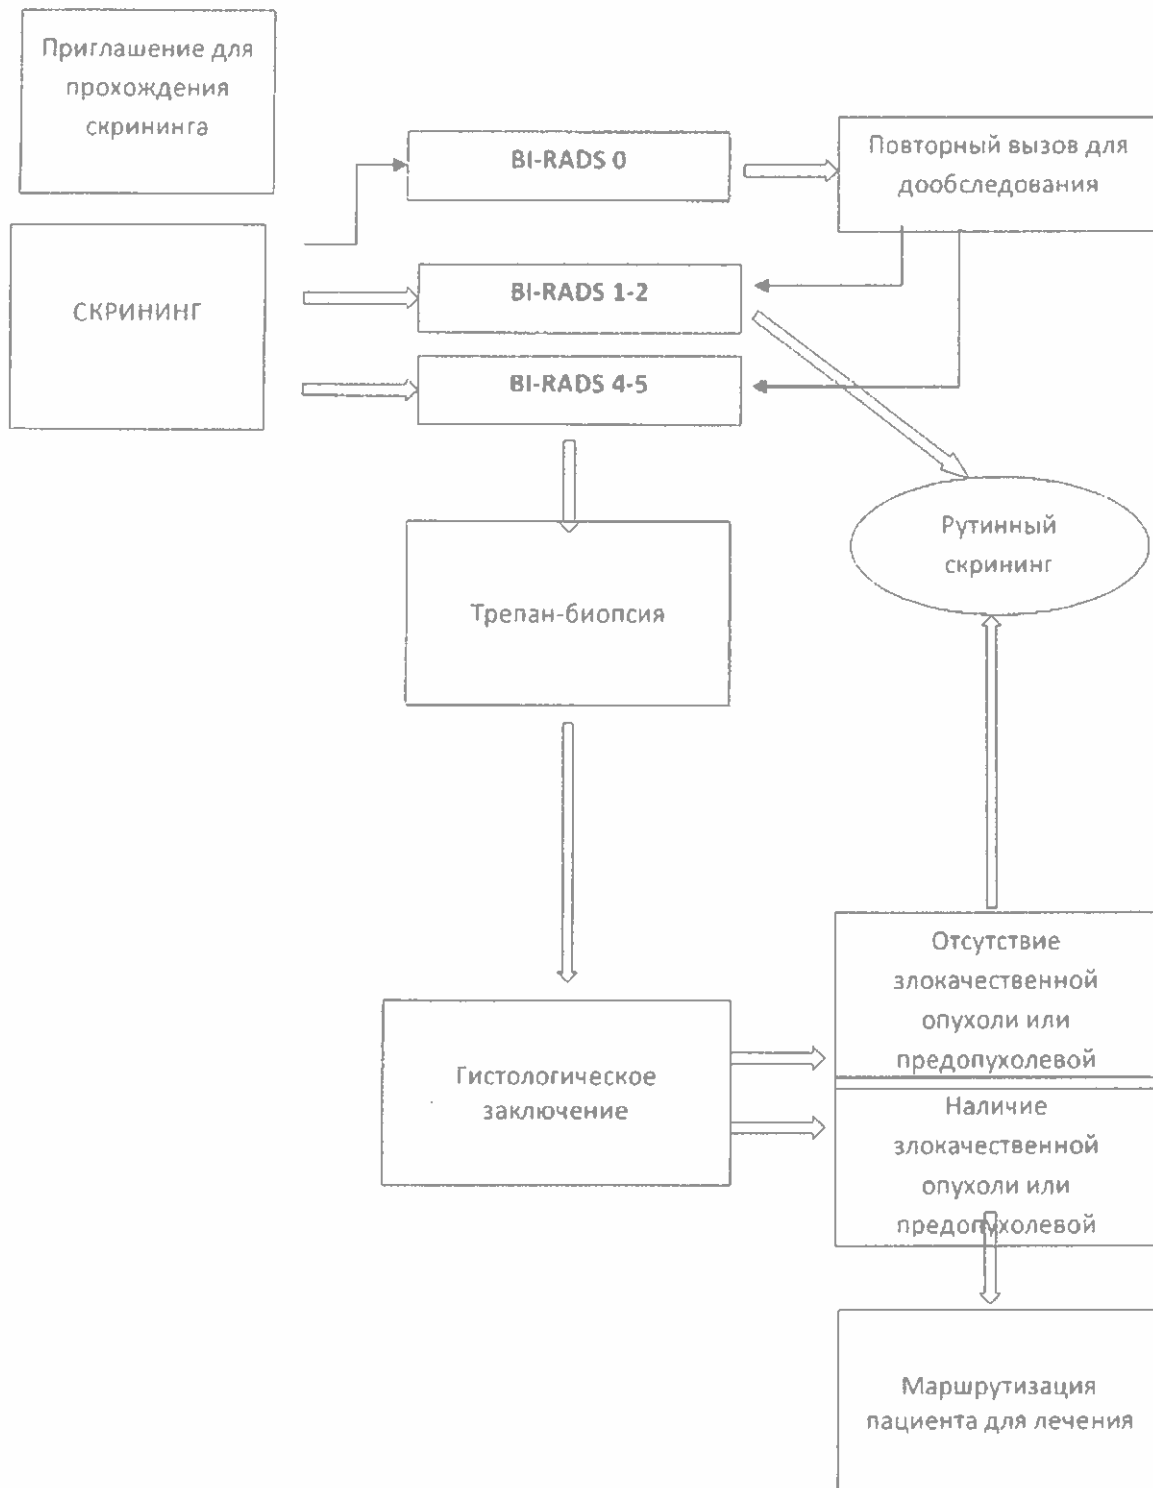 Приглашение для
прохождения
скрининга
BI-RADS 0
Повторный вызов для
дообследования
СКРИНИНГ
BI-RADS 1-2
BI-RADS 4-5
Рутинный
скрининг
Трепан-биопсия
Отсутствие
злокачественной
опухоли или
предопухолевой
Гистологическое
заключение
Наличие
злокачественной
опухоли или
предопухолевой
Маршрутизация
пациента для лечения